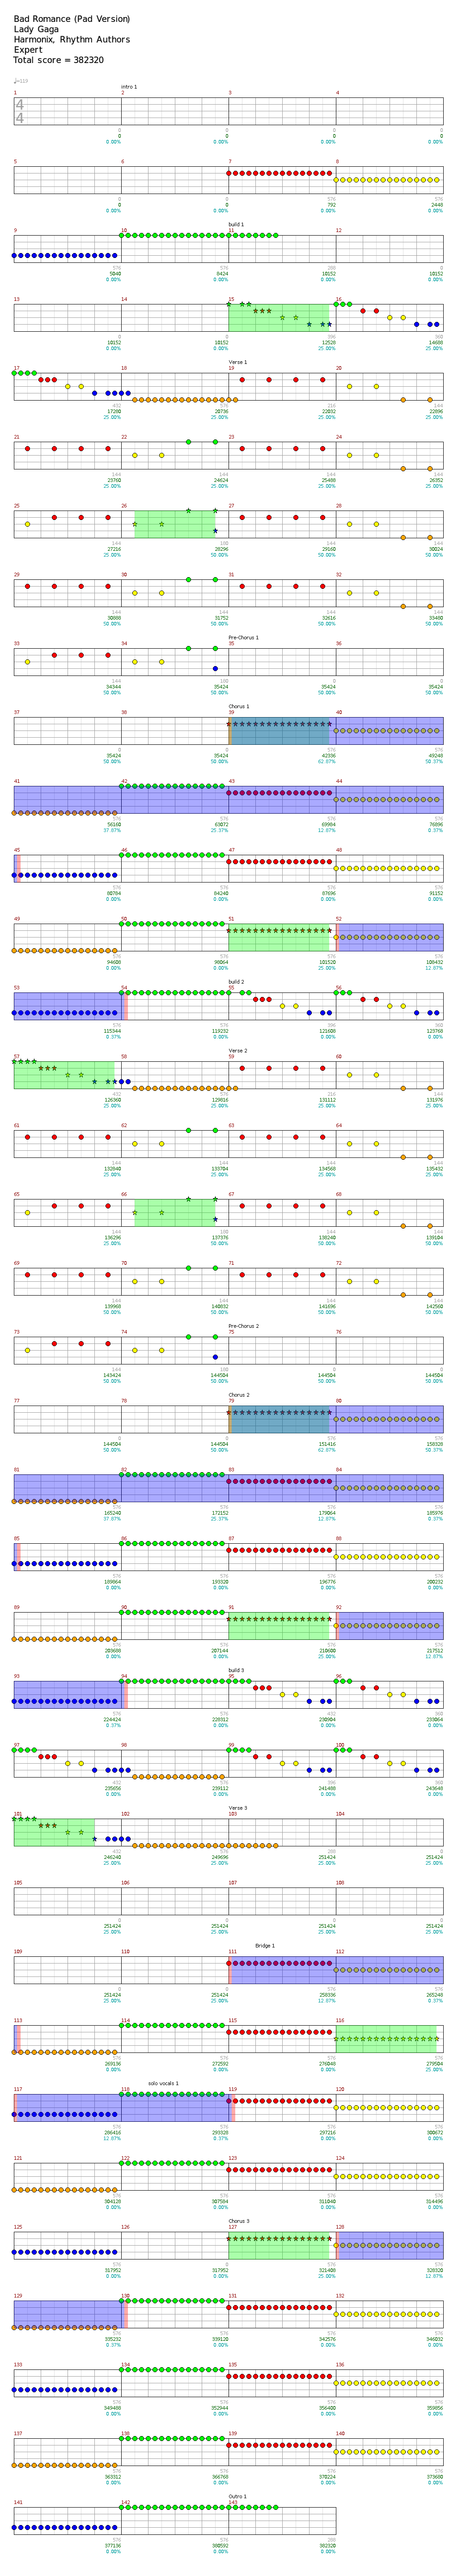 Bad Romance (Pad Version)
Lady Gaga
Harmonix, Rhythm Authors
Expert
Total score = 382320
♩=119
Intro 1
1 2 3 4
4
4
0 0 0 0
0 0 0 0
0.00% 0.00% 0.00% 0.00%
5 6 7 8
0 0 576 576
0 0 792 2448
0.00% 0.00% 0.00% 0.00%
build 1
9 10 11 12
576 576 288 0
5040 8424 10152 10152
0.00% 0.00% 0.00% 0.00%
13 14 15 16
0 0 396 360
10152 10152 12528 14688
0.00% 0.00% 25.00% 25.00%
Verse 1
17 18 19 20
432 576 216 144
17280 20736 22032 22896
25.00% 25.00% 25.00% 25.00%
21 22 23 24
144 144 144 144
23760 24624 25488 26352
25.00% 25.00% 25.00% 25.00%
25 26 27 28
144 180 144 144
27216 28296 29160 30024
25.00% 50.00% 50.00% 50.00%
29 30 31 32
144 144 144 144
30888 31752 32616 33480
50.00% 50.00% 50.00% 50.00%
Pre-Chorus 1
33 34 35 36
144 180 0 0
34344 35424 35424 35424
50.00% 50.00% 50.00% 50.00%
Chorus 1
37 38 39 40
0 0 576 576
35424 35424 42336 49248
50.00% 50.00% 62.87% 50.37%
41 42 43 44
576 576 576 576
56160 63072 69984 76896
37.87% 25.37% 12.87% 0.37%
45 46 47 48
576 576 576 576
80784 84240 87696 91152
0.00% 0.00% 0.00% 0.00%
49 50 51 52
576 576 576 576
94608 98064 101520 108432
0.00% 0.00% 25.00% 12.87%
build 2
53 54 55 56
576 576 396 360
115344 119232 121608 123768
0.37% 0.00% 0.00% 0.00%
Verse 2
57 58 59 60
432 576 216 144
126360 129816 131112 131976
25.00% 25.00% 25.00% 25.00%
61 62 63 64
144 144 144 144
132840 133704 134568 135432
25.00% 25.00% 25.00% 25.00%
65 66 67 68
144 180 144 144
136296 137376 138240 139104
25.00% 50.00% 50.00% 50.00%
69 70 71 72
144 144 144 144
139968 140832 141696 142560
50.00% 50.00% 50.00% 50.00%
Pre-Chorus 2
73 74 75 76
144 180 0 0
143424 144504 144504 144504
50.00% 50.00% 50.00% 50.00%
Chorus 2
77 78 79 80
0 0 576 576
144504 144504 151416 158328
50.00% 50.00% 62.87% 50.37%
81 82 83 84
576 576 576 576
165240 172152 179064 185976
37.87% 25.37% 12.87% 0.37%
85 86 87 88
576 576 576 576
189864 193320 196776 200232
0.00% 0.00% 0.00% 0.00%
89 90 91 92
576 576 576 576
203688 207144 210600 217512
0.00% 0.00% 25.00% 12.87%
build 3
93 94 95 96
576 576 432 360
224424 228312 230904 233064
0.37% 0.00% 0.00% 0.00%
97 98 99 100
432 576 396 360
235656 239112 241488 243648
0.00% 0.00% 0.00% 0.00%
Verse 3
101 102 103 104
432 576 288 0
246240 249696 251424 251424
25.00% 25.00% 25.00% 25.00%
105 106 107 108
0 0 0 0
251424 251424 251424 251424
25.00% 25.00% 25.00% 25.00%
Bridge 1
109 110 111 112
0 0 576 576
251424 251424 258336 265248
25.00% 25.00% 12.87% 0.37%
113 114 115 116
576 576 576 576
269136 272592 276048 279504
0.00% 0.00% 0.00% 25.00%
solo vocals 1
117 118 119 120
576 576 576 576
286416 293328 297216 300672
12.87% 0.37% 0.00% 0.00%
121 122 123 124
576 576 576 576
304128 307584 311040 314496
0.00% 0.00% 0.00% 0.00%
Chorus 3
125 126 127 128
576 0 576 576
317952 317952 321408 328320
0.00% 0.00% 25.00% 12.87%
129 130 131 132
576 576 576 576
335232 339120 342576 346032
0.37% 0.00% 0.00% 0.00%
133 134 135 136
576 576 576 576
349488 352944 356400 359856
0.00% 0.00% 0.00% 0.00%
137 138 139 140
576 576 576 576
363312 366768 370224 373680
0.00% 0.00% 0.00% 0.00%
Outro 1
141 142 143
576 576 288
377136 380592 382320
0.00% 0.00% 0.00%